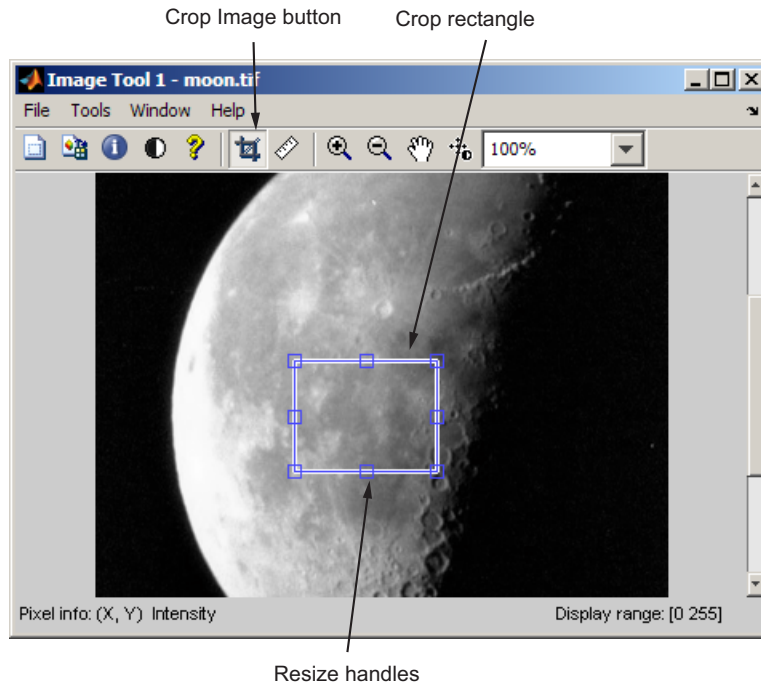 Crop Image button
Crop rectangle
Image Tool 1 - moon.tif
File Tools Window Help
100%
Pixel info: (X, Y) Intensity
Display range: [0 255]
Resize handles